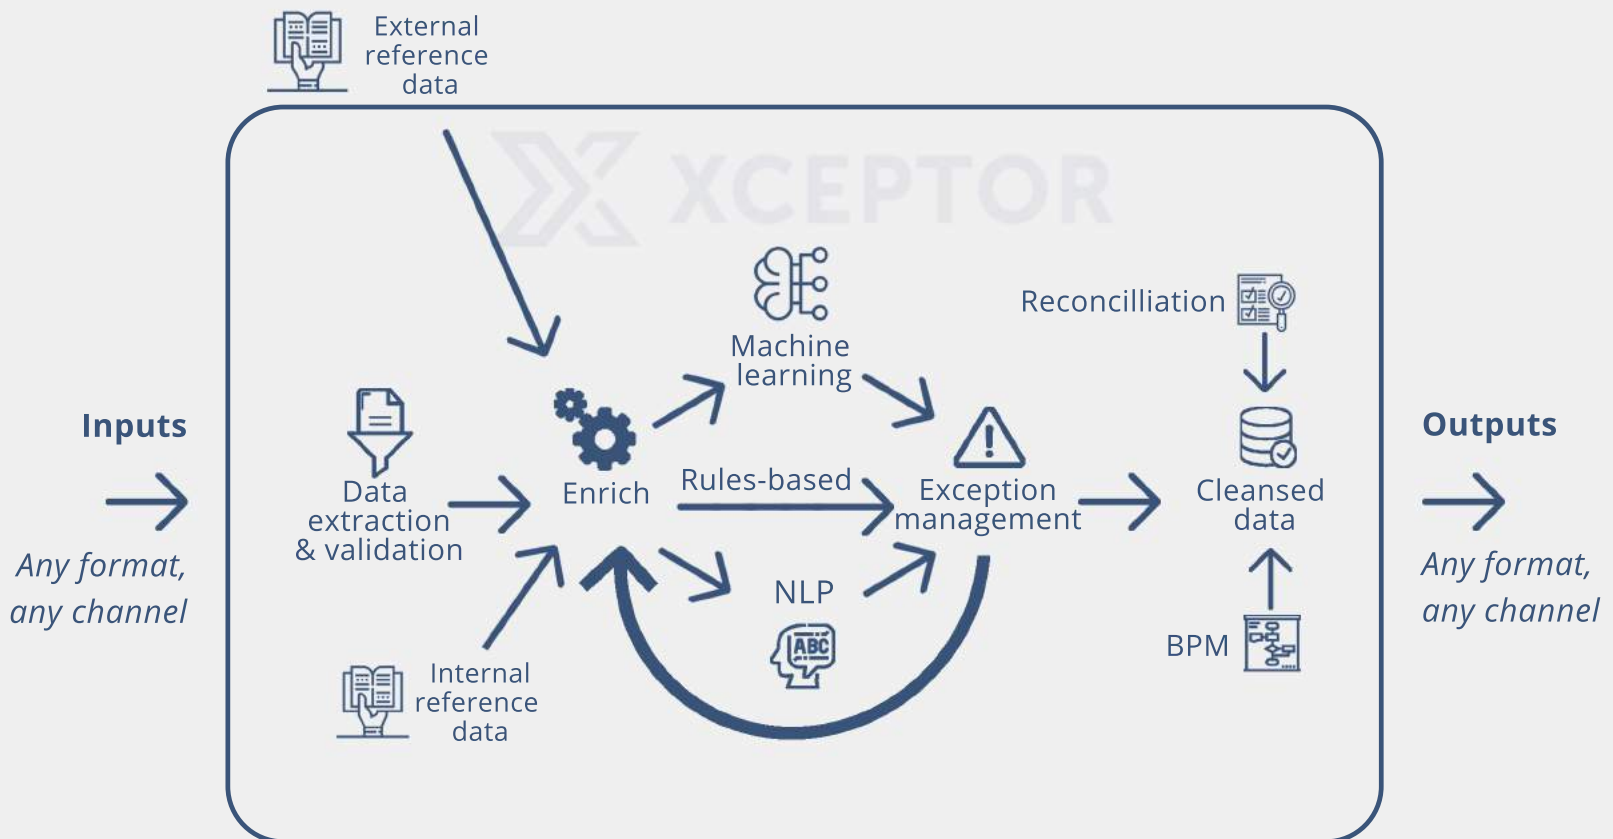 External
reference
data
XCEPTOR
Machine
learning
Reconcilliation
Inputs
Outputs
Rules-based
Enrich
Data
extraction
& validation
Exception
management
Cleansed
data
Any format,
any channel
Any format,
any channel
NLP
ABC
BPM
Internal
reference
data